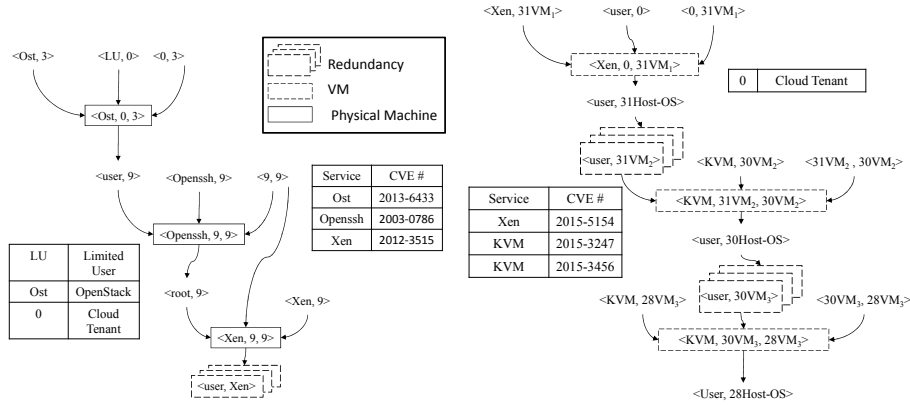 <Ost, 3>
<LU, 0>
<0, 3>
<Ost, 0, 3>
<user, 9>
<Openssh, 9>
<9, 9>
<Openssh, 9, 9>
<root, 9>
<Xen, 9>
<Xen, 9, 9>
<user, Xen>
LU Limited User
Ost OpenStack
0 Cloud Tenant
Redundancy
VM
Physical Machine
Service CVE #
Ost 2013-6433
Openssh 2003-0786
Xen 2012-3515
<Xen, 31VM₁>
<user, 0>
<0, 31VM₁>
<Xen, 0, 31VM₁>
0 Cloud Tenant
<user, 31Host-OS>
<user, 31VM₂>
<KVM, 30VM₂>
<31VM₂ , 30VM₂>
<KVM, 31VM₂, 30VM₂>
Service CVE #
Xen 2015-5154
KVM 2015-3247
KVM 2015-3456
<user, 30Host-OS>
<KVM, 28VM₃>
<user, 30VM₃>
<30VM₃, 28VM₃>
<KVM, 30VM₃, 28VM₃>
<User, 28Host-OS>